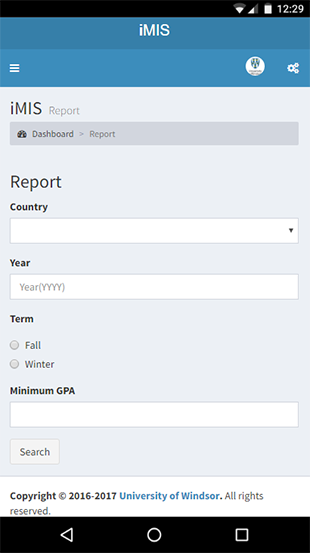 12:29
iMIS
iMIS Report
Dashboard > Report
Report
Country
Year
Year(YYYY)
Term
Fall
Winter
Minimum GPA
Search
Copyright © 2016-2017 University of Windsor. All rights
reserved.